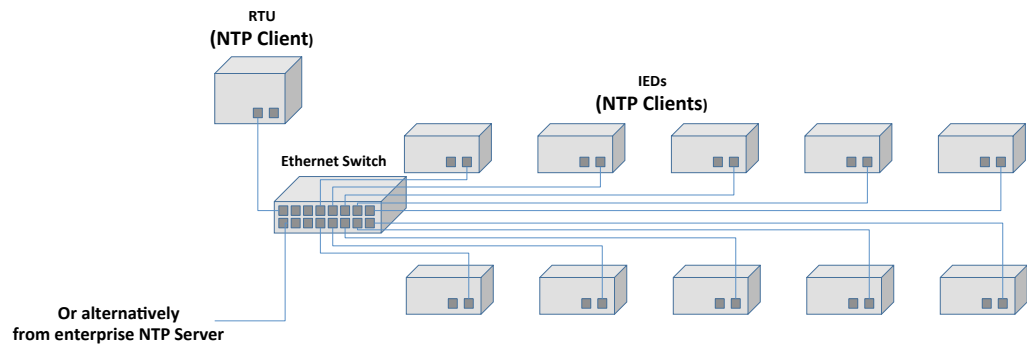 RTU
(NTP Client)
IEDs
(NTP Clients)
Ethernet Switch
Or alternatively
from enterprise NTP Server